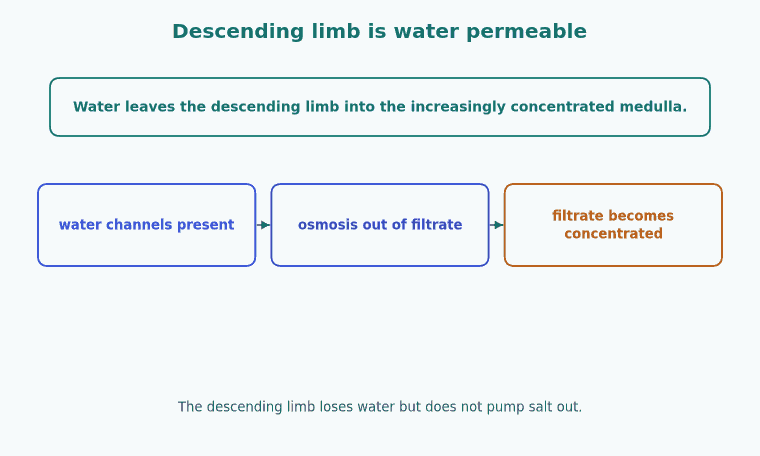 Descending limb is water permeable
Water leaves the descending limb into the increasingly concentrated medulla.
water channels present
osmosis out of filtrate
filtrate becomes
concentrated
The descending limb loses water but does not pump salt out.